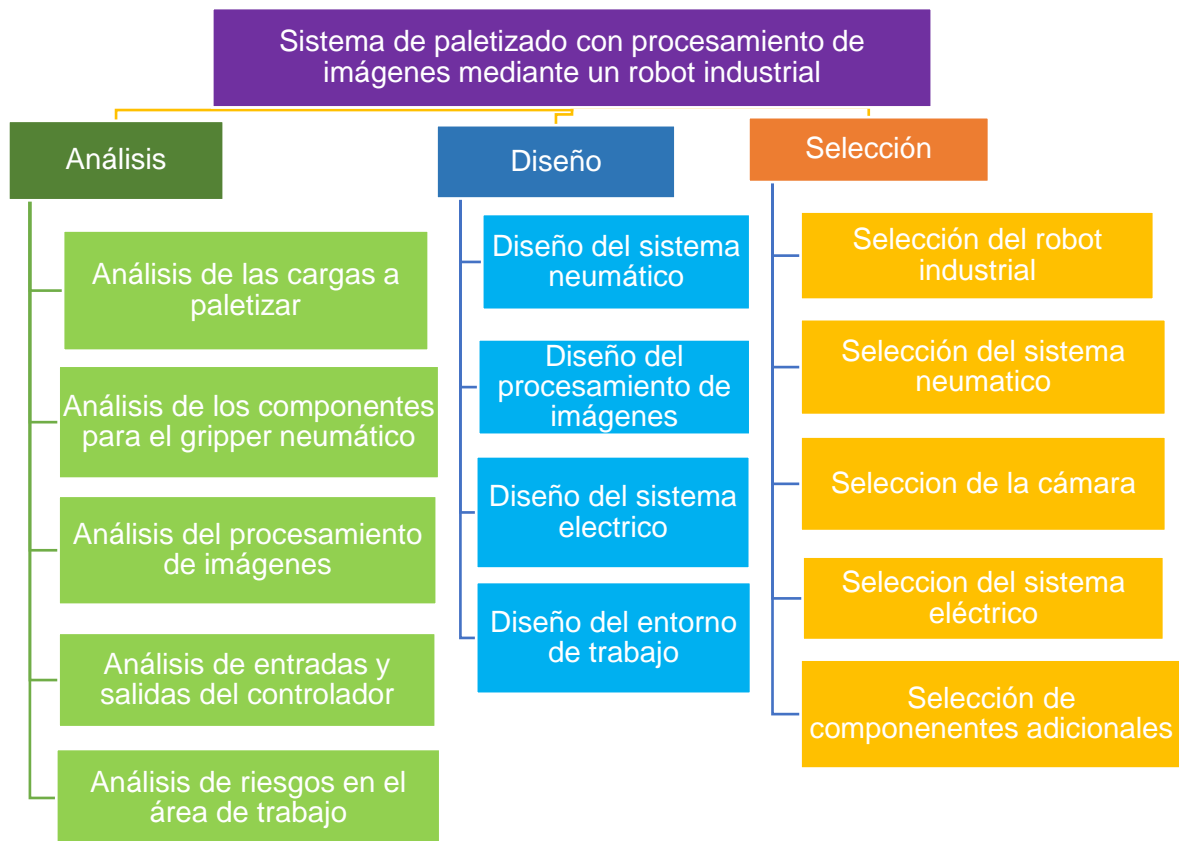 Sistema de paletizado con procesamiento de
imágenes mediante un robot industrial
Análisis
Análisis de las cargas a
paletizar
Análisis de los componentes
para el gripper neumático
Análisis del procesamiento
de imágenes
Análisis de entradas y
salidas del controlador
Análisis de riesgos en el
área de trabajo
Diseño
Diseño del sistema
neumático
Diseño del
procesamiento de
imágenes
Diseño del sistema
electrico
Diseño del entorno
de trabajo
Selección
Selección del robot
industrial
Selección del sistema
neumatico
Seleccion de la cámara
Seleccion del sistema
eléctrico
Selección de
componenentes adicionales